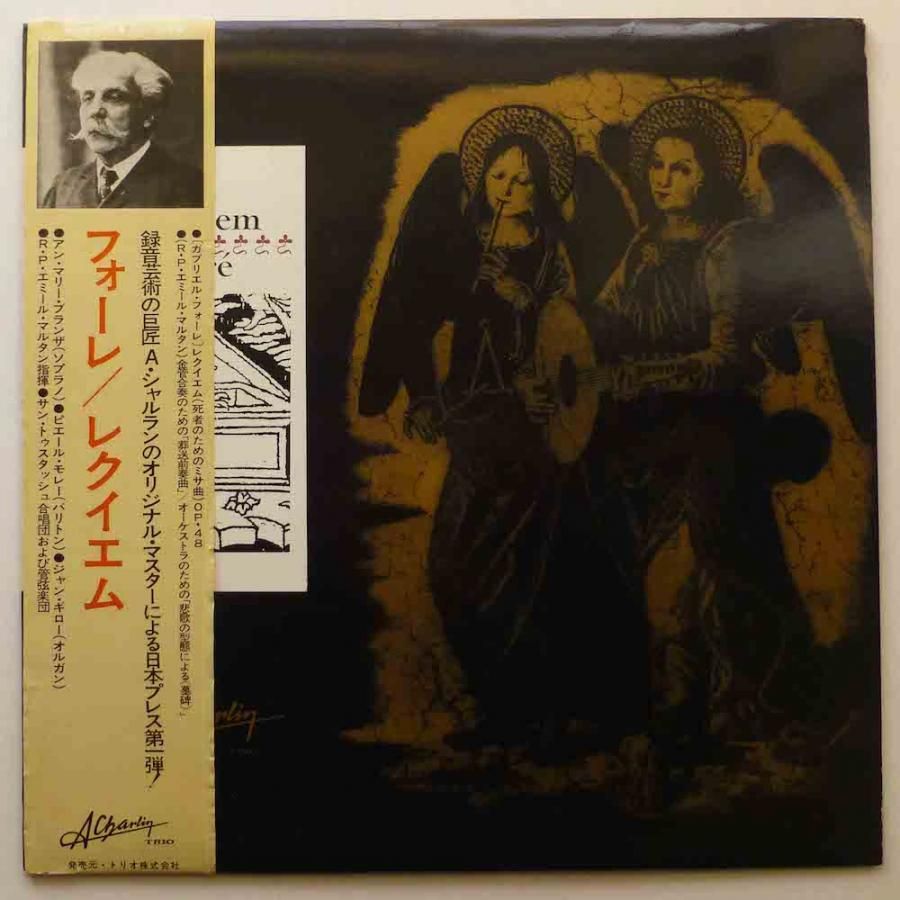 ●〔ガブリエル・フォーレ〕レクイエム(死者のためのミサ曲)OP・48
●〔R・P・エミール・マルタン〕金管合奏のための「葬送前奏曲」/オーケストラのための「悲歌の型態による〈墓碑〉」
録音芸術の巨匠 A・シャルランのオリジナル・マスターによる日本プレス第一弾!
フォーレ/レクイエム
●アン・マリー・ブランザ(ソプラノ)●ピエール・モレー(バリトン)●ジャン・ギロー(オルガン)
●R・P・エミール・マルタン指揮●サン・トゥスタッシュ合唱団および管弦楽団
ACharlin
TRIO
発売元・トリオ株式会社
em
ré
rlin
TRIO